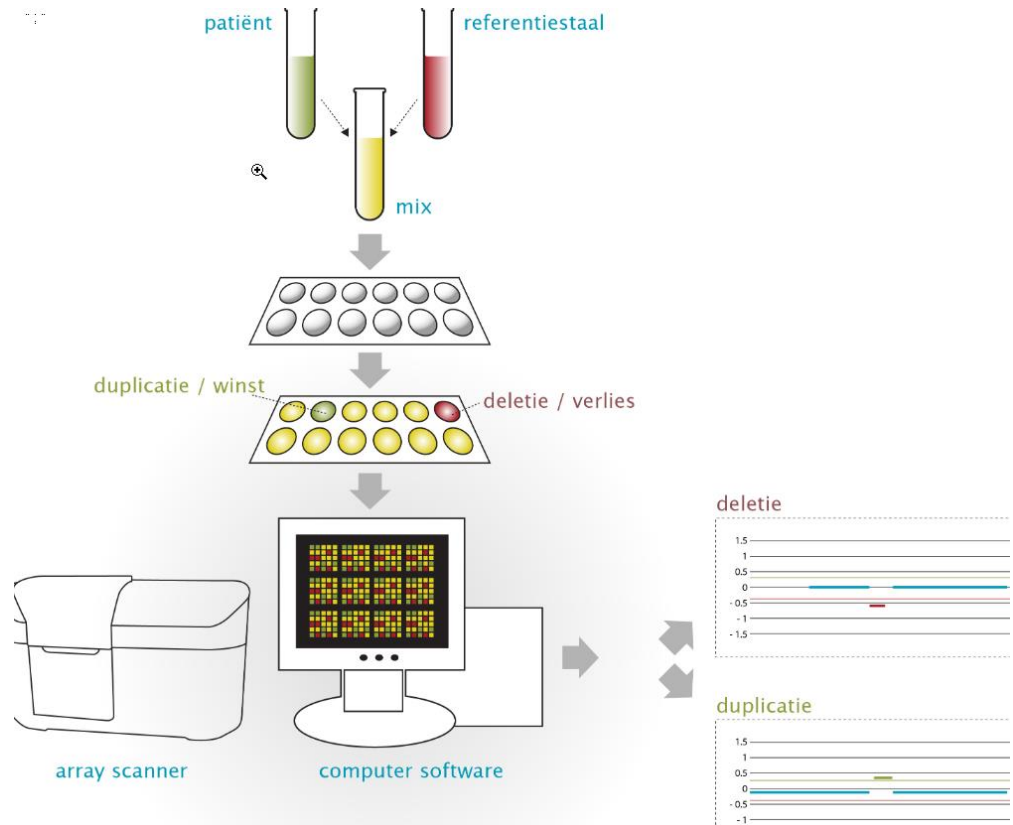 patiënt
referentiestaal
mix
duplicatie / winst
deletie / verlies
array scanner
computer software
deletie
1.5
1
0.5
0
- 0.5
- 1
- 1.5
duplicatie
1.5
1
0.5
0
- 0.5
- 1